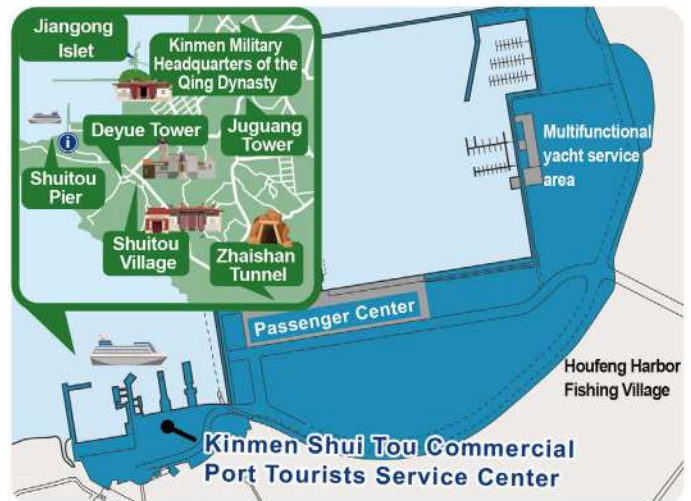 Jiangong
Islet
Kinmen Military
Headquarters of the
Qing Dynasty
Deyue Tower
Juguang
Tower
i
Shuitou
Pier
Shuitou
Village
Zhaishan
Tunnel
Multifunctional
yacht service
area
Passenger Center
Houfeng Harbor
Fishing Village
Kinmen Shui Tou Commercial
Port Tourists Service Center